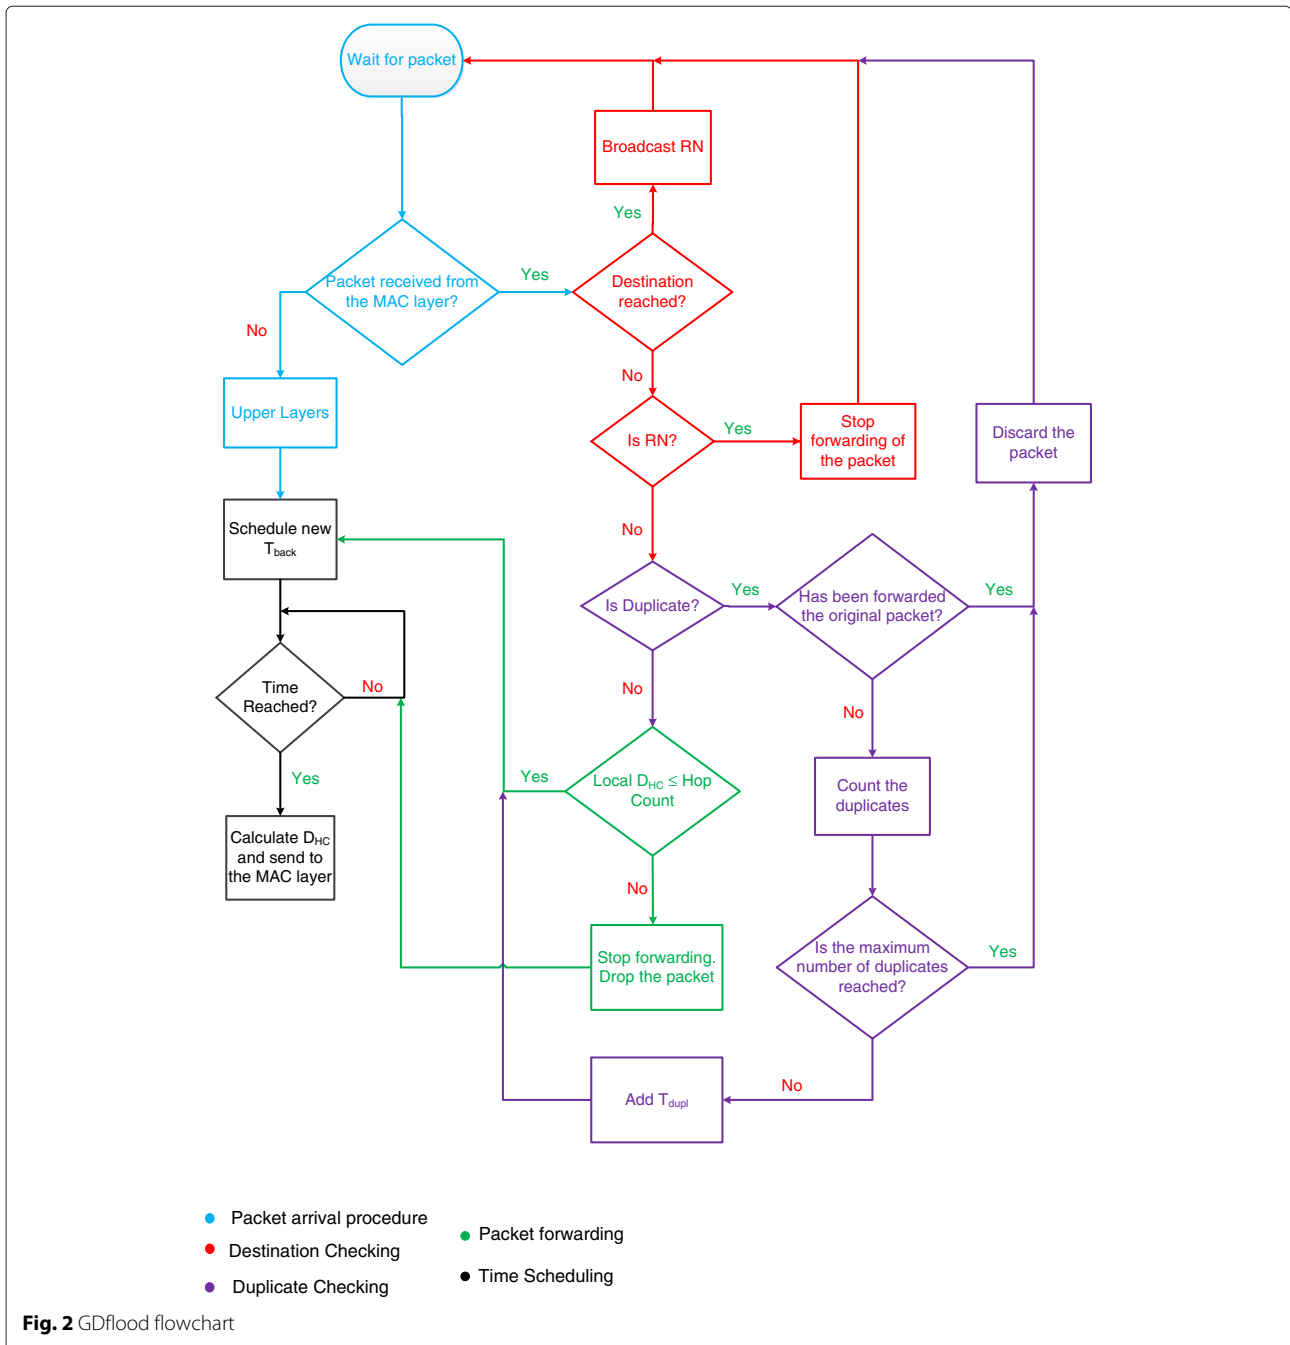 Wait for packet
Broadcast RN
Yes
Packet received from
the MAC layer?
Yes
Destination
reached?
No
No
Upper Layers
Is RN?
Yes
Stop
forwarding of
the packet
Discard the
packet
Schedule new
Tback
No
Is Duplicate?
Yes
Has been forwarded
the original packet?
Yes
Time
Reached?
No
No
No
Yes
Yes
Local DHC ≤ Hop
Count
Count the
duplicates
Calculate DHC
and send to
the MAC layer
No
Stop forwarding.
Drop the packet
Is the maximum
number of duplicates
reached?
Yes
Add Tdupl
No
Packet arrival procedure
Destination Checking
Duplicate Checking
Packet forwarding
Time Scheduling
Fig. 2 GDflood flowchart